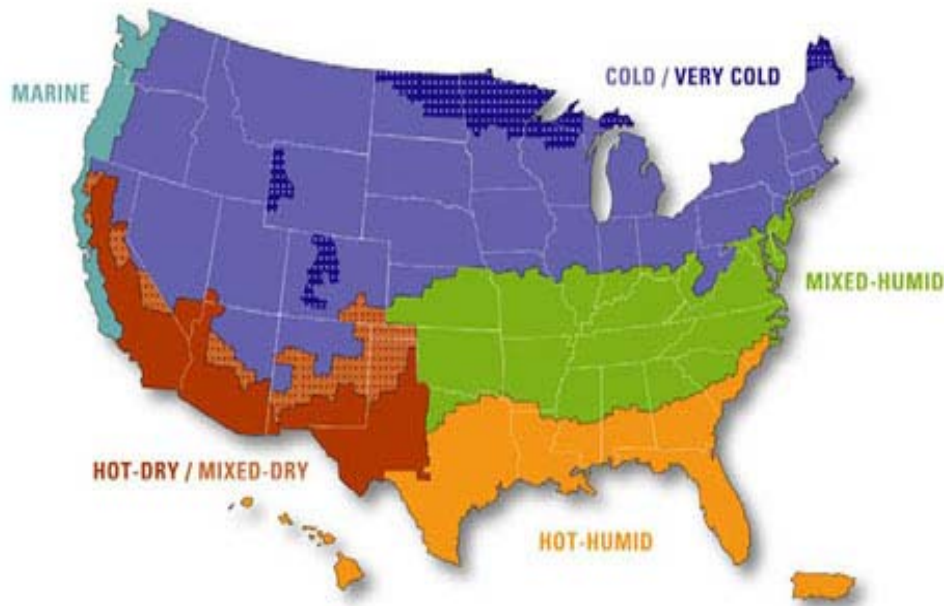 COLD / VERY COLD
MARINE
MIXED-HUMID
HOT-DRY / MIXED-DRY
HOT-HUMID